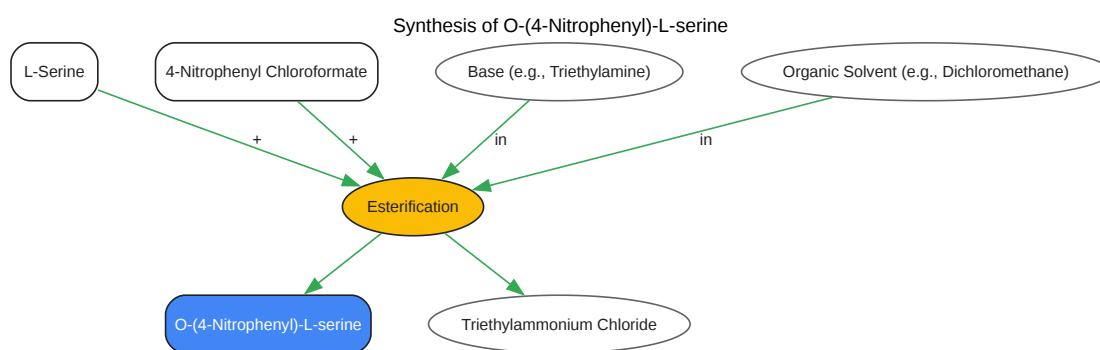 Synthesis of O-(4-Nitrophenyl)-L-serine
L-Serine
4-Nitrophenyl Chloroformate
Base (e.g., Triethylamine)
Organic Solvent (e.g., Dichloromethane)
+
+
in
in
Esterification
O-(4-Nitrophenyl)-L-serine
Triethylammonium Chloride